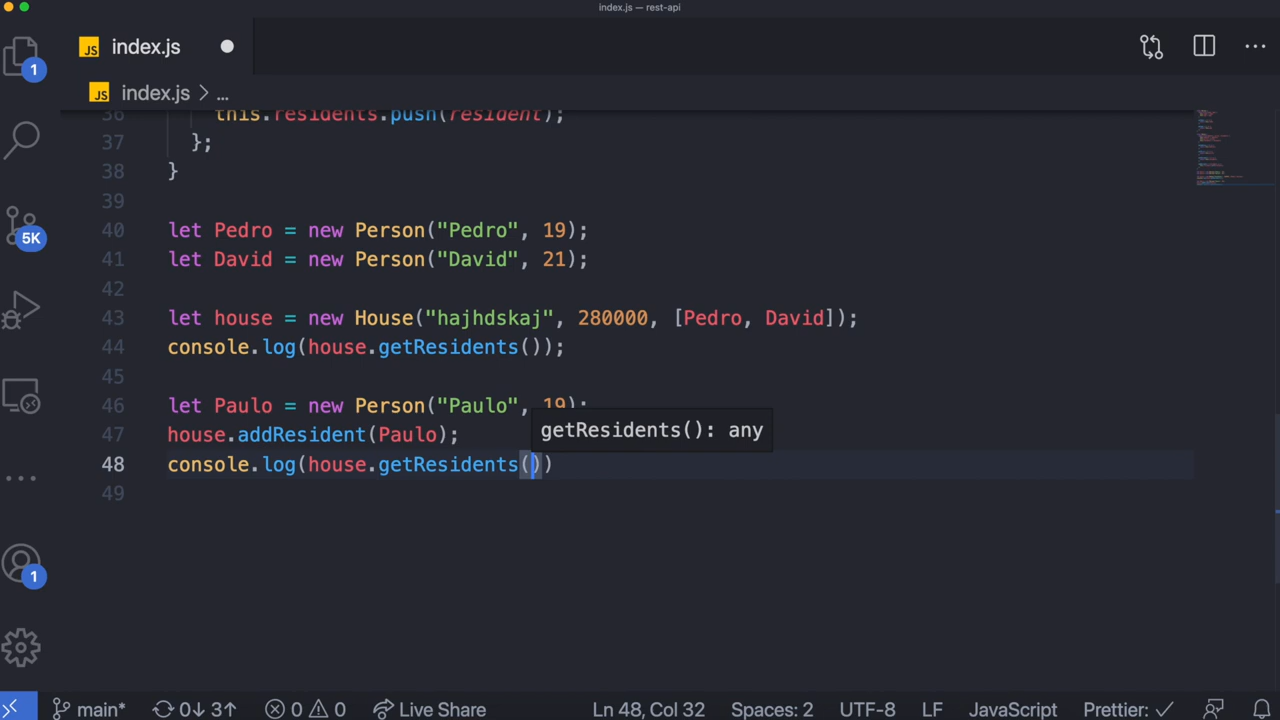 index.js — rest-api
JS index.js
JS index.js > ...
1
5K
1
36 this.residents.push(resident);
37 };
38 }
39
40 let Pedro = new Person("Pedro", 19);
41 let David = new Person("David", 21);
42
43 let house = new House("hajhdskaj", 280000, [Pedro, David]);
44 console.log(house.getResidents());
45
46 let Paulo = new Person("Paulo", 19);
getResidents(): any
47 house.addResident(Paulo);
48 console.log(house.getResidents())
49
main* 0↓ 3↑ 0 0 Live Share Ln 48, Col 32 Spaces: 2 UTF-8 LF JavaScript Prettier: ✓